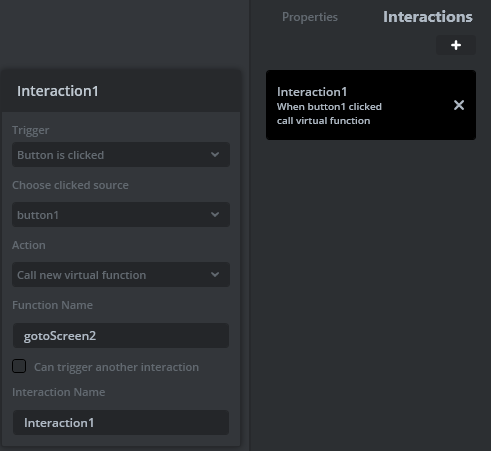 Properties
Interactions
+
Interaction1
When button1 clicked
call virtual function
Interaction1
Trigger
Button is clicked
Choose clicked source
button1
Action
Call new virtual function
Function Name
gotoScreen2
Can trigger another interaction
Interaction Name
Interaction1